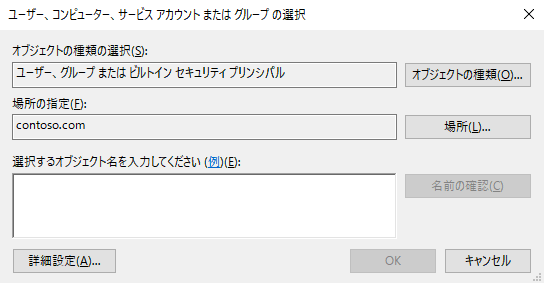 ユーザー、コンピューター、サービス アカウント または グループ の選択
オブジェクトの種類の選択(S):
ユーザー、グループ または ビルトイン セキュリティ プリンシパル
オブジェクトの種類(O)...
場所の指定(F):
contoso.com
場所(L)...
選択するオブジェクト名を入力してください (例)(E):
名前の確認(C)
詳細設定(A)...
OK
キャンセル